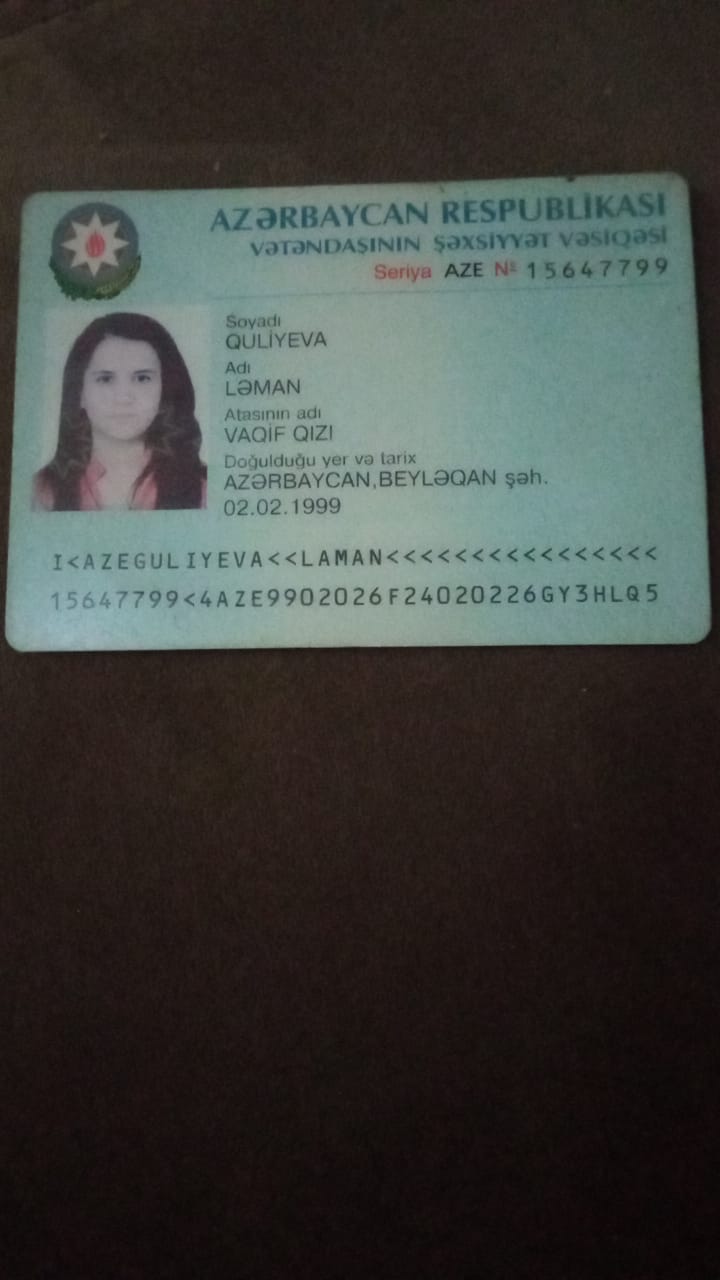 AZƏRBAYCAN RESPUBLİKASI
VƏTƏNDAŞININ ŞƏXSİYYƏT VƏSİQƏSİ
Seriya AZE № 15647799
Soyadı
QULİYEVA
Adı
LƏMAN
Atasının adı
VAQİF QIZI
Doğulduğu yer və tarix
AZƏRBAYCAN,BEYLƏQAN şəh.
02.02.1999
I<AZEGULIYEVA<<LAMAN<<<<<<<<<<<<<<<<
15647799<4AZE9902026F24020226GY3HLQ5